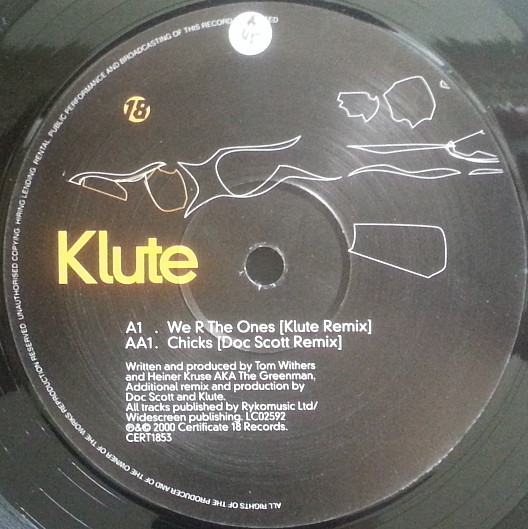 18
Klute
A1 . We R The Ones [Klute Remix]
AA1. Chicks [Doc Scott Remix]
Written and produced by Tom Withers
and Heiner Kruse AKA The Greenman,
Additional remix and production by
Doc Scott and Klute.
All tracks published by Rykomusic Ltd/
Widescreen publishing. LC02592
℗&© 2000 Certificate 18 Records.
CERT1853
ALL RIGHTS OF THE PRODUCER AND OF THE OWNER OF THE WORKS REPRODUCTION RESERVED UNAUTHORISED COPYING HIRING LENDING RENTAL PUBLIC PERFORMANCE AND BROADCASTING OF THIS RECORD